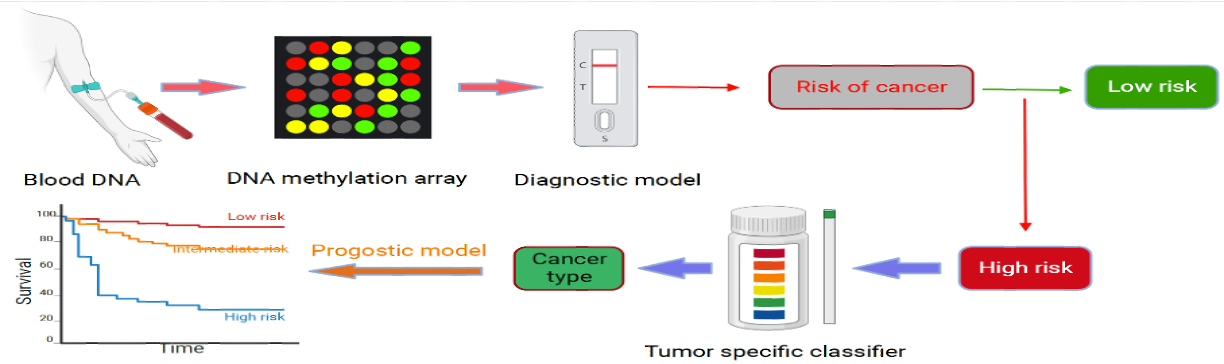 C
T
S
Risk of cancer
Low risk
Blood DNA
DNA methylation array
Diagnostic model
100
80
60
40
20
0
Survival
Low risk
Intermediate risk
High risk
Time
Progostic model
Cancer
type
High risk
Tumor specific classifier